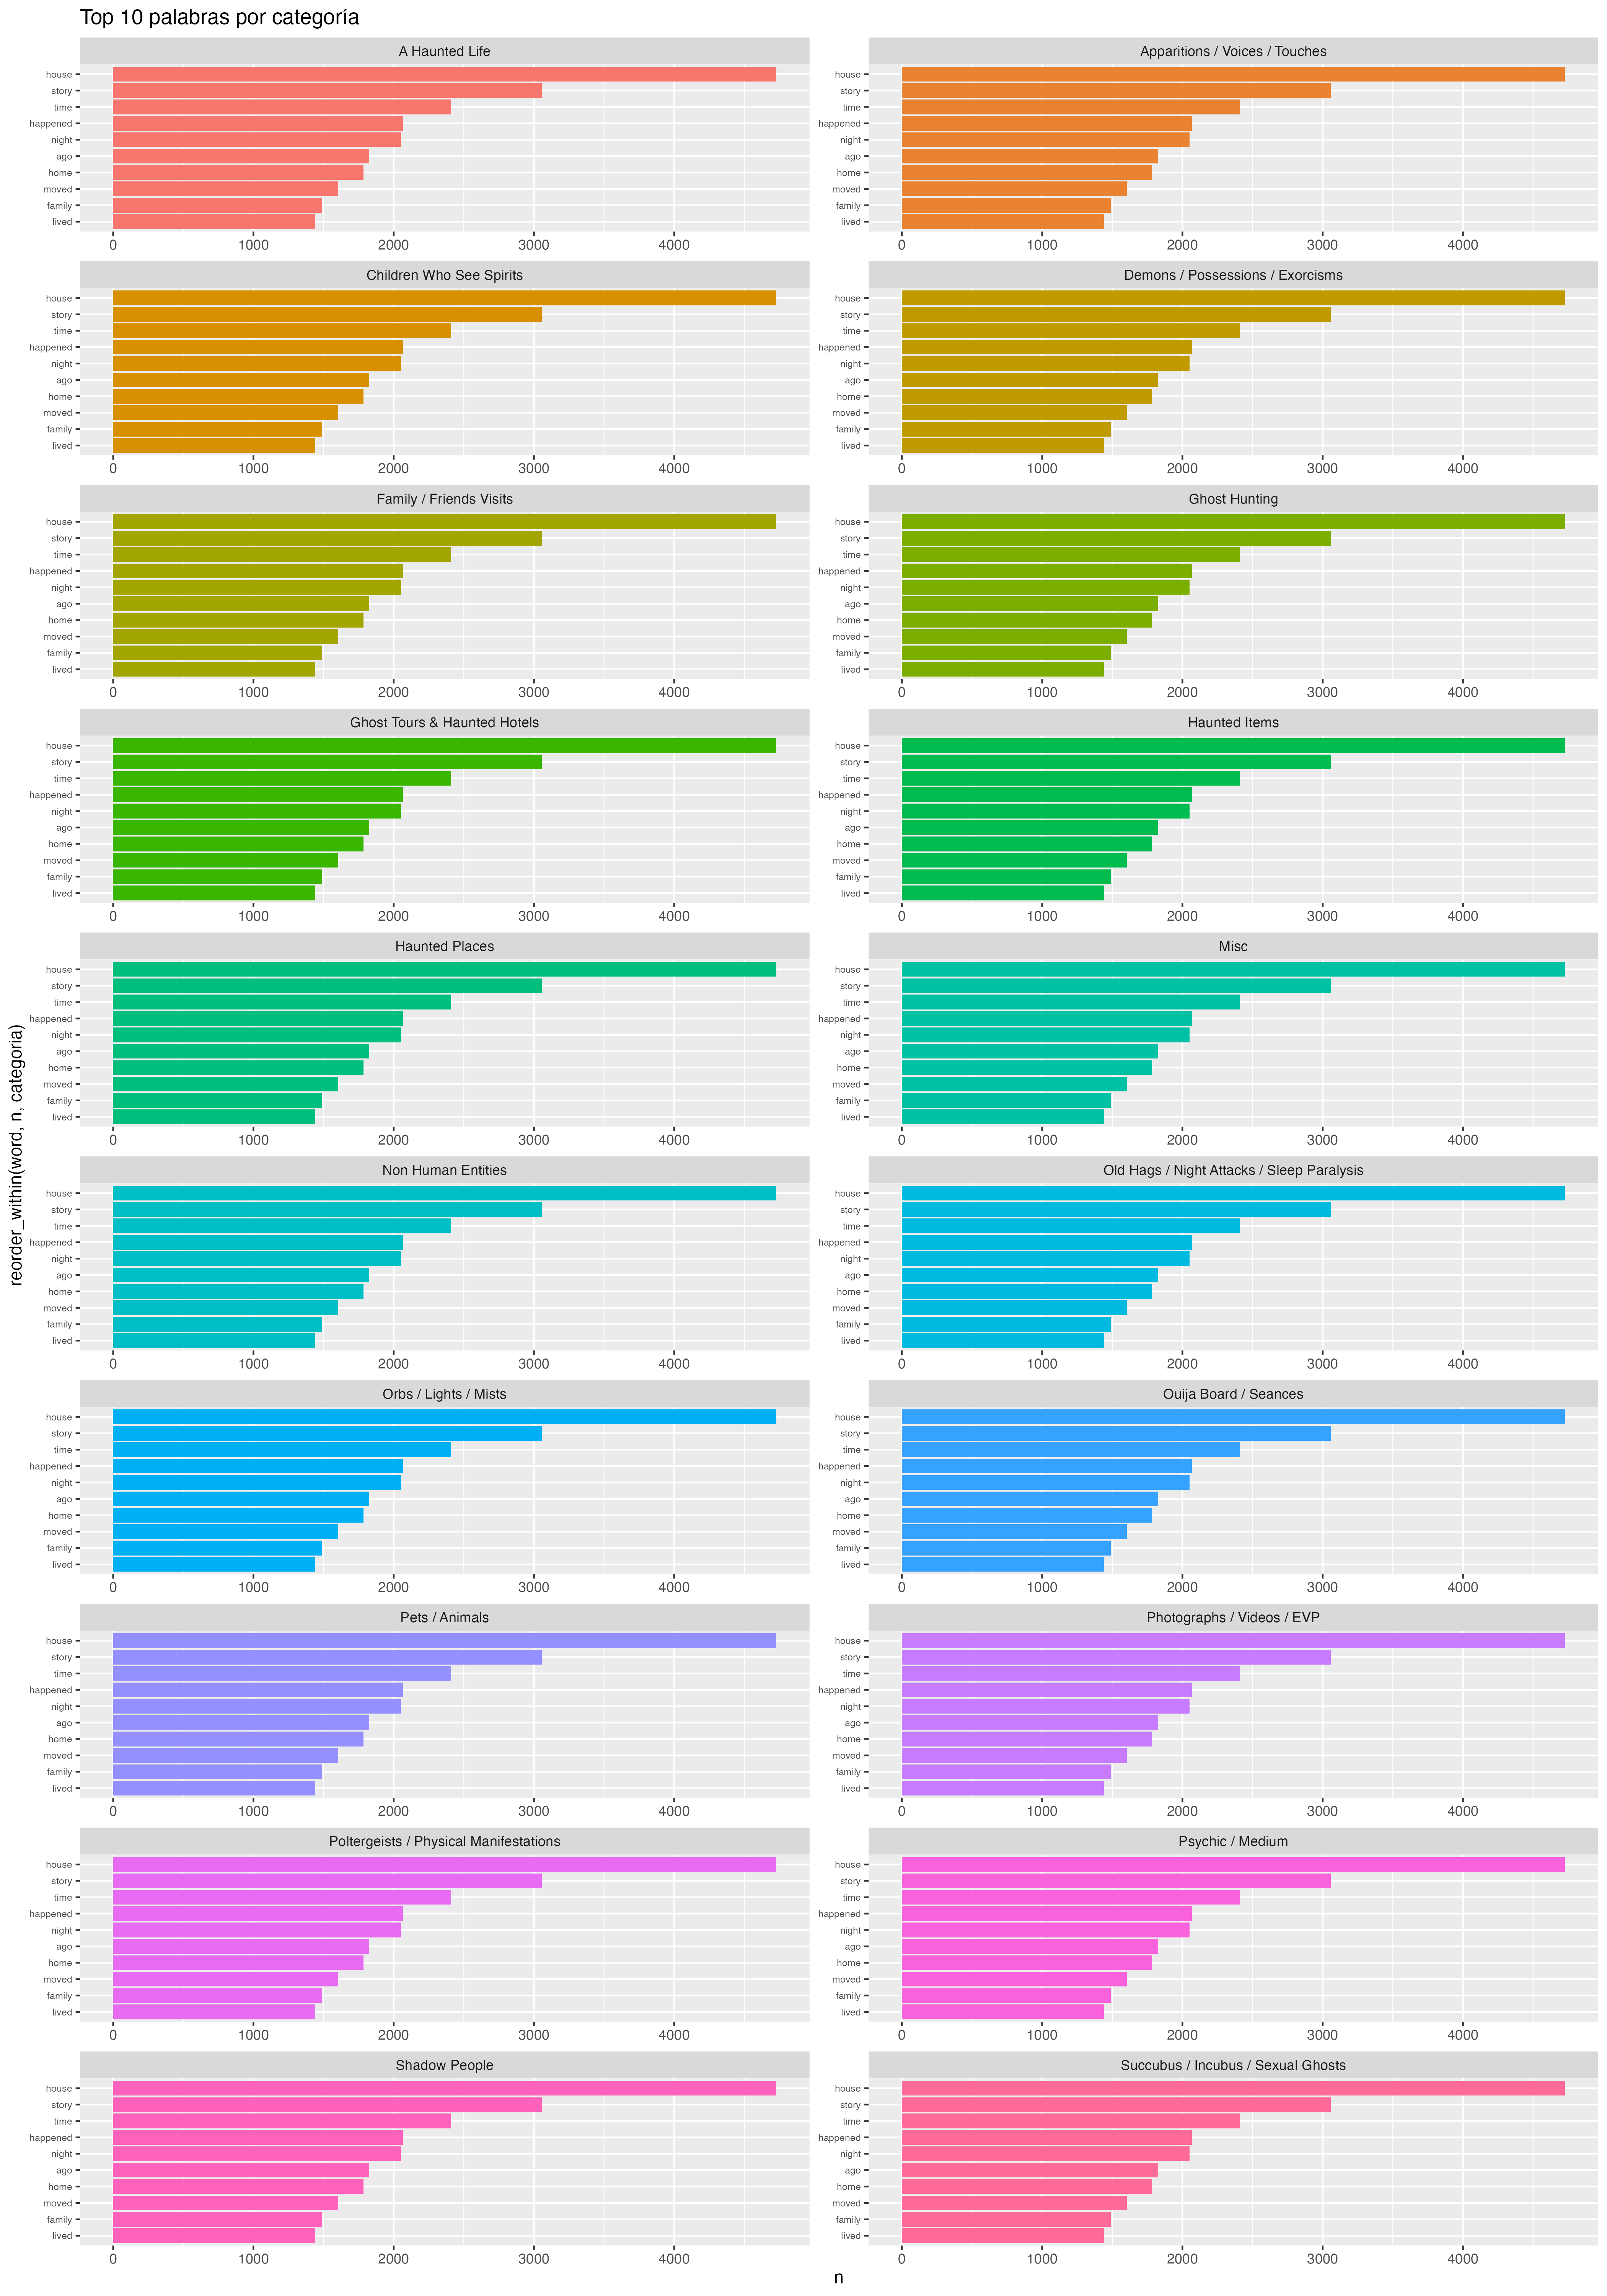 Top 10 palabras por categoría
A Haunted Life
house
story
time
happened
night
ago
home
moved
family
lived
0 1000 2000 3000 4000
Apparitions / Voices / Touches
house
story
time
happened
night
ago
home
moved
family
lived
0 1000 2000 3000 4000
Children Who See Spirits
house
story
time
happened
night
ago
home
moved
family
lived
0 1000 2000 3000 4000
Demons / Possessions / Exorcisms
house
story
time
happened
night
ago
home
moved
family
lived
0 1000 2000 3000 4000
Family / Friends Visits
house
story
time
happened
night
ago
home
moved
family
lived
0 1000 2000 3000 4000
Ghost Hunting
house
story
time
happened
night
ago
home
moved
family
lived
0 1000 2000 3000 4000
Ghost Tours & Haunted Hotels
house
story
time
happened
night
ago
home
moved
family
lived
0 1000 2000 3000 4000
Haunted Items
house
story
time
happened
night
ago
home
moved
family
lived
0 1000 2000 3000 4000
Haunted Places
house
story
time
happened
night
ago
home
moved
family
lived
0 1000 2000 3000 4000
Misc
house
story
time
happened
night
ago
home
moved
family
lived
0 1000 2000 3000 4000
reorder_within(word, n, categoria)
Non Human Entities
house
story
time
happened
night
ago
home
moved
family
lived
0 1000 2000 3000 4000
Old Hags / Night Attacks / Sleep Paralysis
house
story
time
happened
night
ago
home
moved
family
lived
0 1000 2000 3000 4000
Orbs / Lights / Mists
house
story
time
happened
night
ago
home
moved
family
lived
0 1000 2000 3000 4000
Ouija Board / Seances
house
story
time
happened
night
ago
home
moved
family
lived
0 1000 2000 3000 4000
Pets / Animals
house
story
time
happened
night
ago
home
moved
family
lived
0 1000 2000 3000 4000
Photographs / Videos / EVP
house
story
time
happened
night
ago
home
moved
family
lived
0 1000 2000 3000 4000
Poltergeists / Physical Manifestations
house
story
time
happened
night
ago
home
moved
family
lived
0 1000 2000 3000 4000
Psychic / Medium
house
story
time
happened
night
ago
home
moved
family
lived
0 1000 2000 3000 4000
Shadow People
house
story
time
happened
night
ago
home
moved
family
lived
0 1000 2000 3000 4000
Succubus / Incubus / Sexual Ghosts
house
story
time
happened
night
ago
home
moved
family
lived
0 1000 2000 3000 4000
n